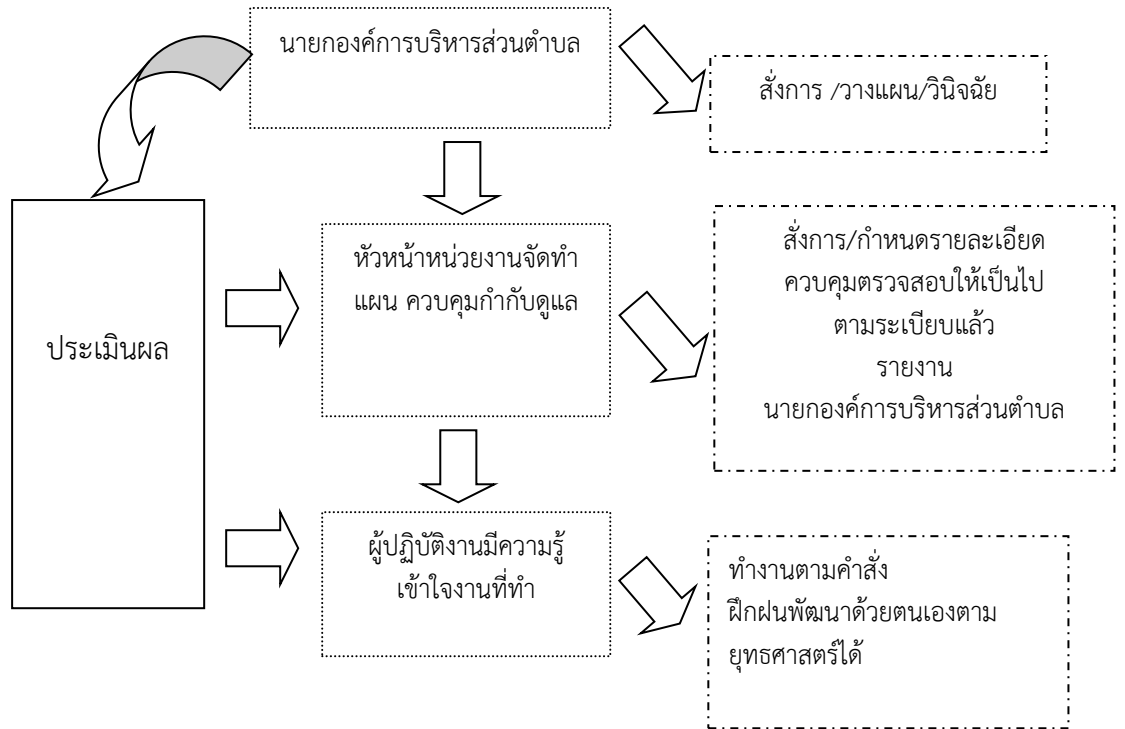 นายกองค์การบริหารส่วนตำบล
สั่งการ /วางแผน/วินิจฉัย
ประเมินผล
หัวหน้าหน่วยงานจัดทำ
แผน ควบคุมกำกับดูแล
สั่งการ/กำหนดรายละเอียด
ควบคุมตรวจสอบให้เป็นไป
ตามระเบียบแล้ว
รายงาน
นายกองค์การบริหารส่วนตำบล
ผู้ปฏิบัติงานมีความรู้
เข้าใจงานที่ทำ
ทำงานตามคำสั่ง
ฝึกฝนพัฒนาด้วยตนเองตาม
ยุทธศาสตร์ได้